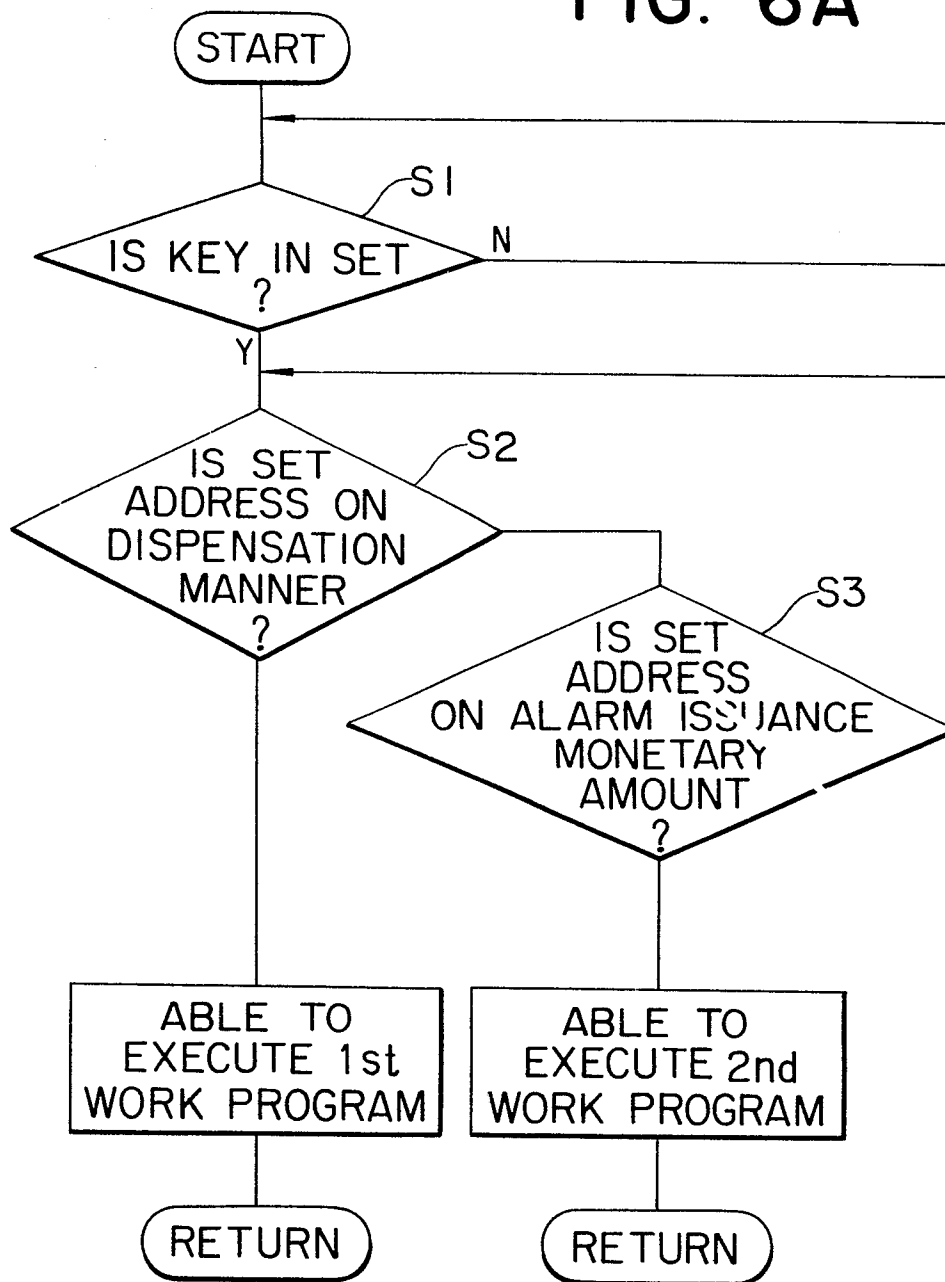 FIG. 6A
START
S1
IS KEY IN SET
?
N
Y
S2
IS SET
ADDRESS ON
DISPENSATION
MANNER
?
S3
IS SET
ADDRESS
ON ALARM ISSUANCE
MONETARY
AMOUNT
?
ABLE TO
EXECUTE 1st
WORK PROGRAM
ABLE TO
EXECUTE 2nd
WORK PROGRAM
RETURN
RETURN